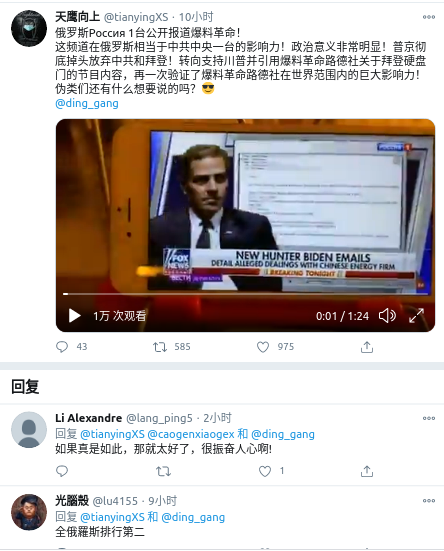 天鹰向上 @tianyingXS · 10小时
俄罗斯Россия 1台公开报道爆料革命！
这频道在俄罗斯相当于中共中央一台的影响力！政治意义非常明显！普京彻
底掉头放弃中共和拜登！转向支持川普并引用爆料革命路德社关于拜登硬盘
门的节目内容，再一次验证了爆料革命路德社在世界范围内的巨大影响力！
伪类们还有什么想要说的吗？😎
@ding_gang
РОССИЯ 1
FOX
NEWS
NEW HUNTER BIDEN EMAILS
DETAIL ALLEGED DEALINGS WITH CHINESE ENERGY FIRM
BREAKING TONIGHT
ВЕСТИ
1万 次观看
0:01 / 1:24
43 585 975
回复
Li Alexandre @lang_ping5 · 2小时
回复 @tianyingXS @caogenxiaogex 和 @ding_gang
如果真是如此，那就太好了，很振奋人心啊!
1
光腦殼 @lu4155 · 9小时
回复 @tianyingXS 和 @ding_gang
全俄羅斯排行第二